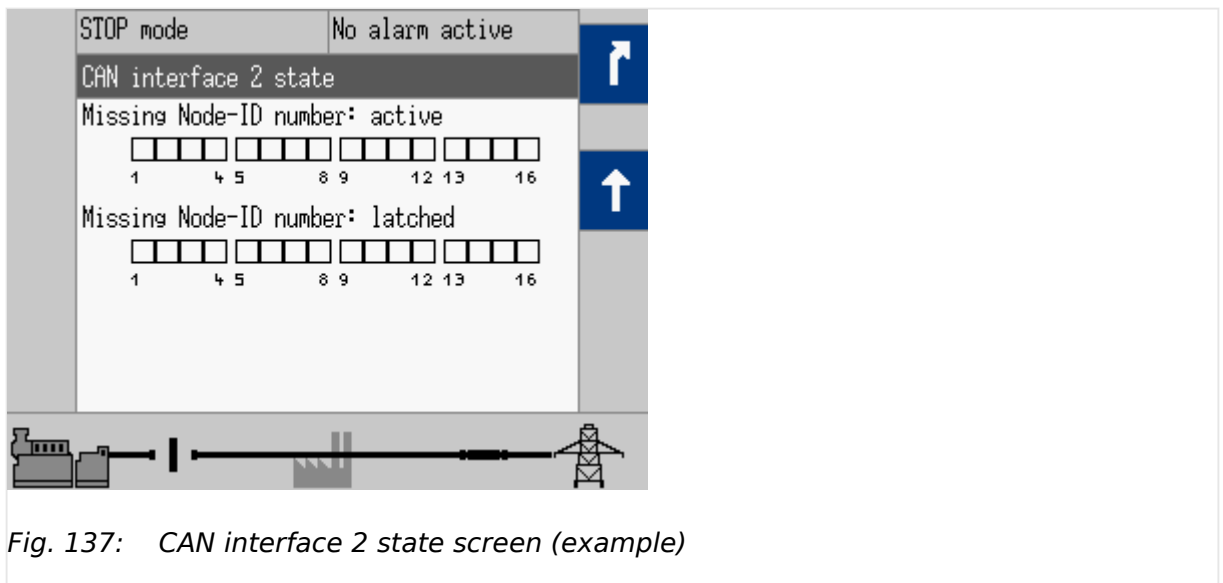 STOP mode No alarm active
CAN interface 2 state
Missing Node-ID number: active
1 4 5 8 9 12 13 16
Missing Node-ID number: latched
1 4 5 8 9 12 13 16
Fig. 137: CAN interface 2 state screen (example)